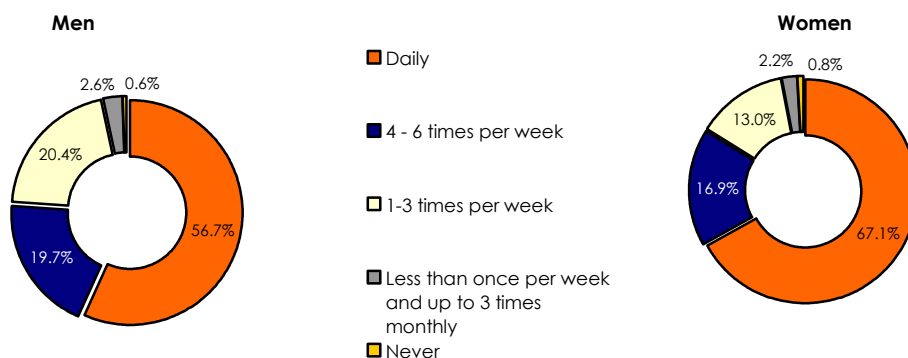 Men
Women
2.6%
0.6%
20.4%
19.7%
56.7%
Daily
4 - 6 times per week
1-3 times per week
Less than once per week
and up to 3 times
monthly
Never
2.2%
0.8%
13.0%
16.9%
67.1%